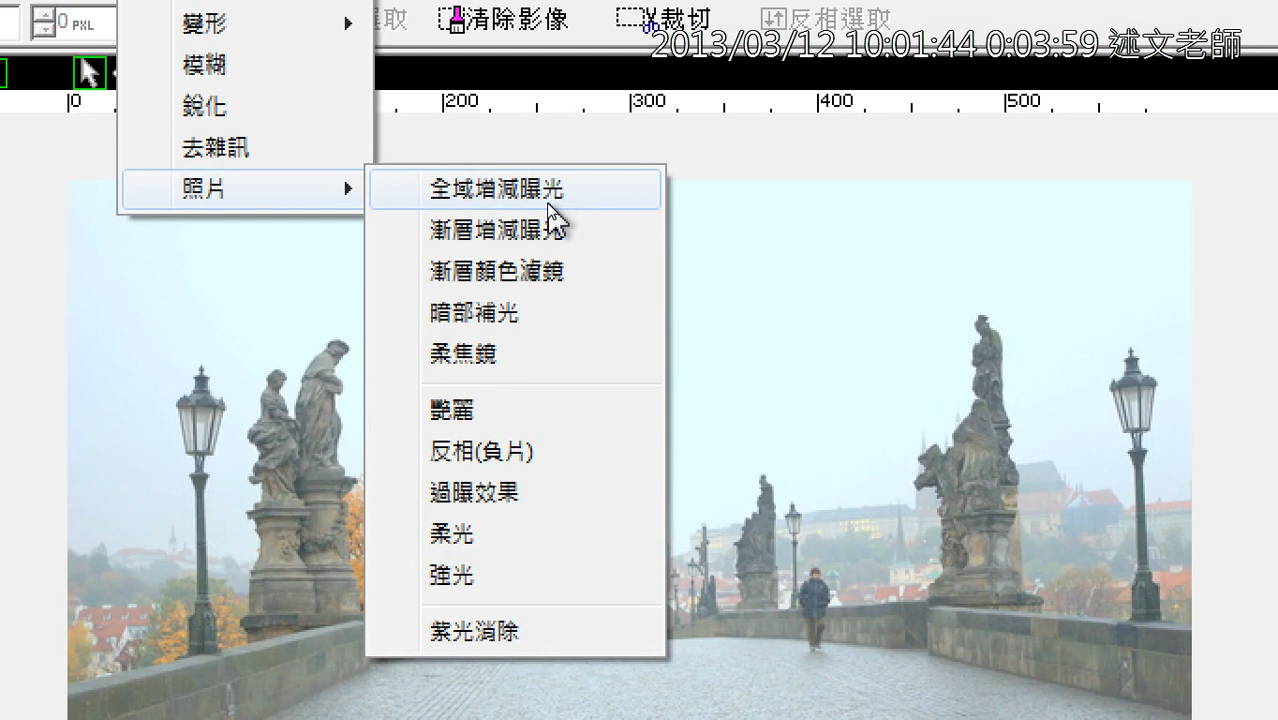 0 PXL
選取
清除影像
裁切
反相選取
2013/03/12 10:01:44 0:03:59 述文老師
變形
模糊
銳化
去雜訊
照片
0
200
300
400
500
全域增減曝光
漸層增減曝光
漸層顏色濾鏡
暗部補光
柔焦鏡
艷麗
反相(負片)
過曝效果
柔光
強光
紫光消除